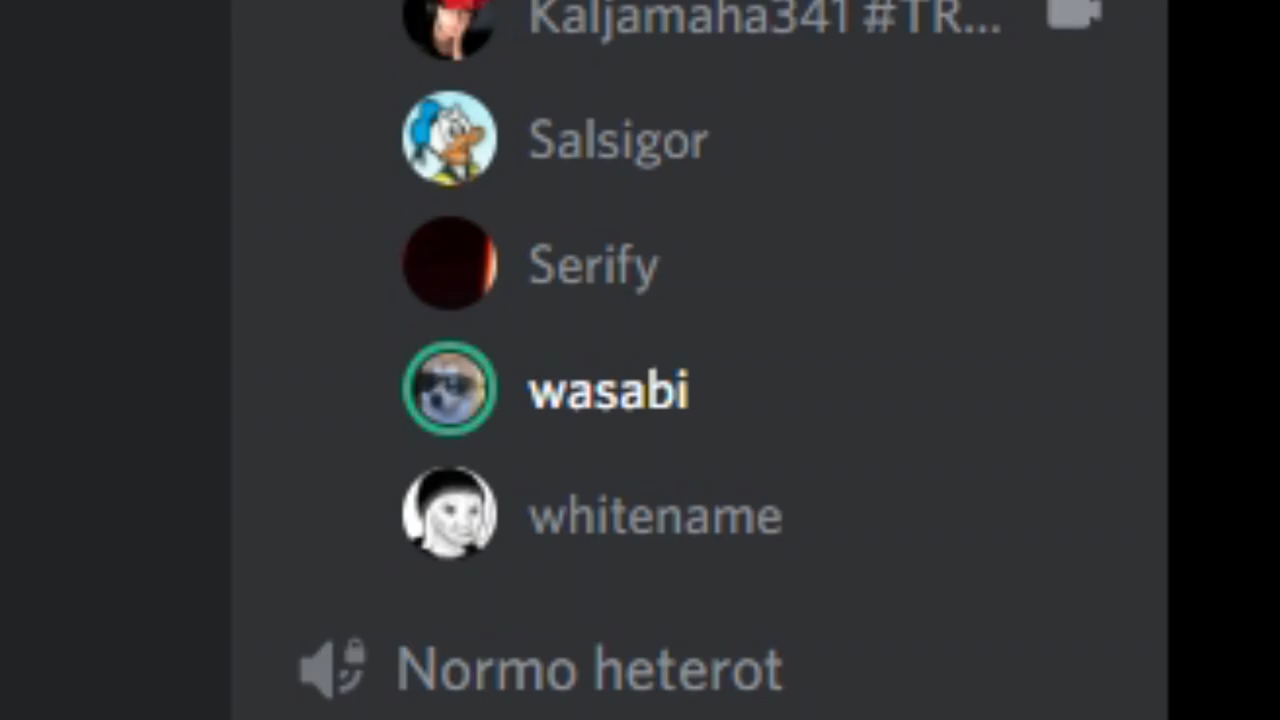 Kaljamaha341 #TR...
Salsigor
Serify
wasabi
whitename
Normo heterot